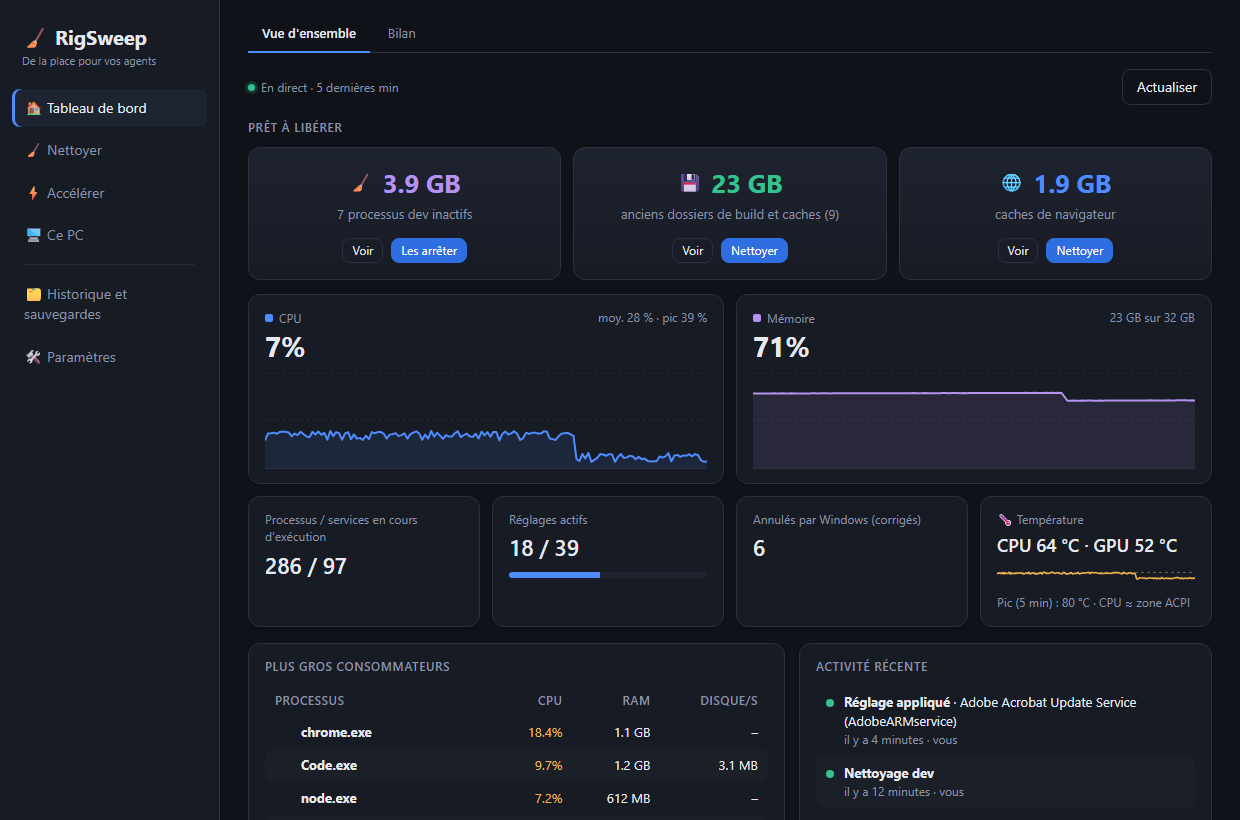 RigSweep
De la place pour vos agents
Tableau de bord
Nettoyer
Accélérer
Ce PC
Historique et
sauvegardes
Paramètres
Vue d'ensemble
Bilan
En direct · 5 dernières min
Actualiser
PRÊT À LIBÉRER
3.9 GB
7 processus dev inactifs
Voir
Les arrêter
23 GB
anciens dossiers de build et caches (9)
Voir
Nettoyer
1.9 GB
caches de navigateur
Voir
Nettoyer
CPU
moy. 28 % · pic 39 %
7%
Mémoire
23 GB sur 32 GB
71%
Processus / services en cours
d'exécution
286 / 97
Réglages actifs
18 / 39
Annulés par Windows (corrigés)
6
Température
CPU 64 °C · GPU 52 °C
Pic (5 min) : 80 °C · CPU ≈ zone ACPI
PLUS GROS CONSOMMATEURS
PROCESSUS CPU RAM DISQUE/S
chrome.exe 18.4% 1.1 GB –
Code.exe 9.7% 1.2 GB 3.1 MB
node.exe 7.2% 612 MB –
ACTIVITÉ RÉCENTE
Réglage appliqué · Adobe Acrobat Update Service
(AdobeARMservice)
il y a 4 minutes · vous
Nettoyage dev
il y a 12 minutes · vous